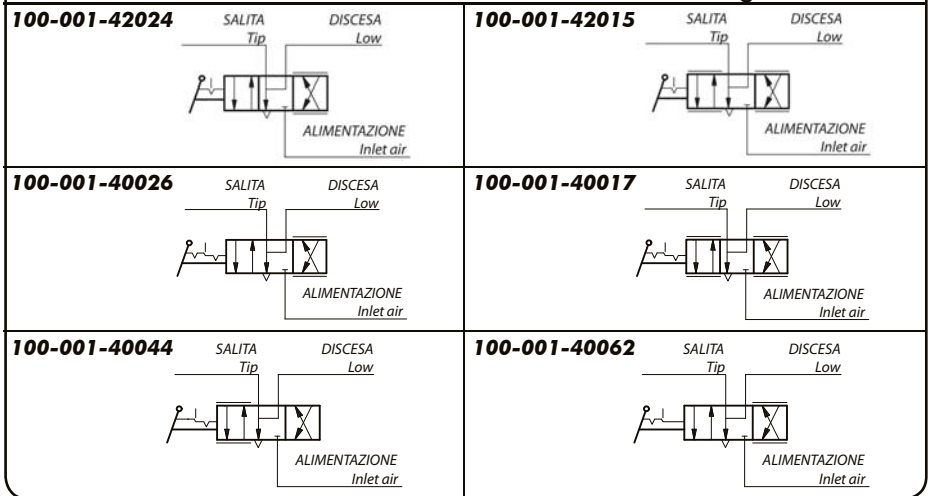 100-001-42024
SALITA
Tip
DISCESA
Low
ALIMENTAZIONE
Inlet air
100-001-42015
SALITA
Tip
DISCESA
Low
ALIMENTAZIONE
Inlet air
100-001-40026
SALITA
Tip
DISCESA
Low
ALIMENTAZIONE
Inlet air
100-001-40017
SALITA
Tip
DISCESA
Low
ALIMENTAZIONE
Inlet air
100-001-40044
SALITA
Tip
DISCESA
Low
ALIMENTAZIONE
Inlet air
100-001-40062
SALITA
Tip
DISCESA
Low
ALIMENTAZIONE
Inlet air